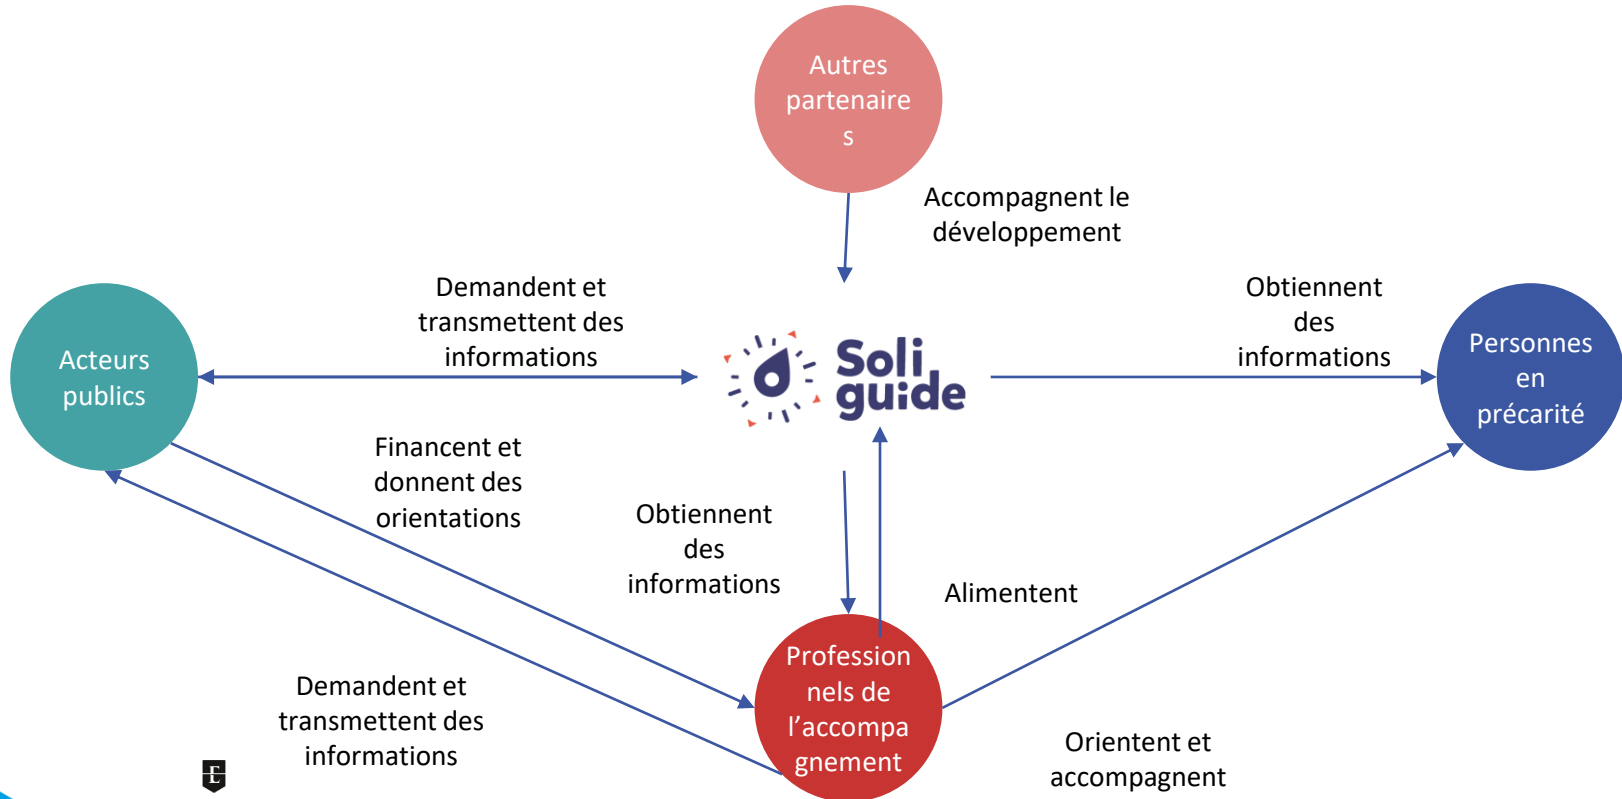 Autres
partenaire
s
Accompagnent le
développement
Demandent et
transmettent des
informations
Obtiennent
des
informations
Acteurs
publics
Soli
guide
Personnes
en
précarité
Financent et
donnent des
orientations
Obtiennent
des
informations
Alimentent
Profession
nels de
l’accompa
gnement
Demandent et
transmettent des
informations
Orientent et
accompagnent
E